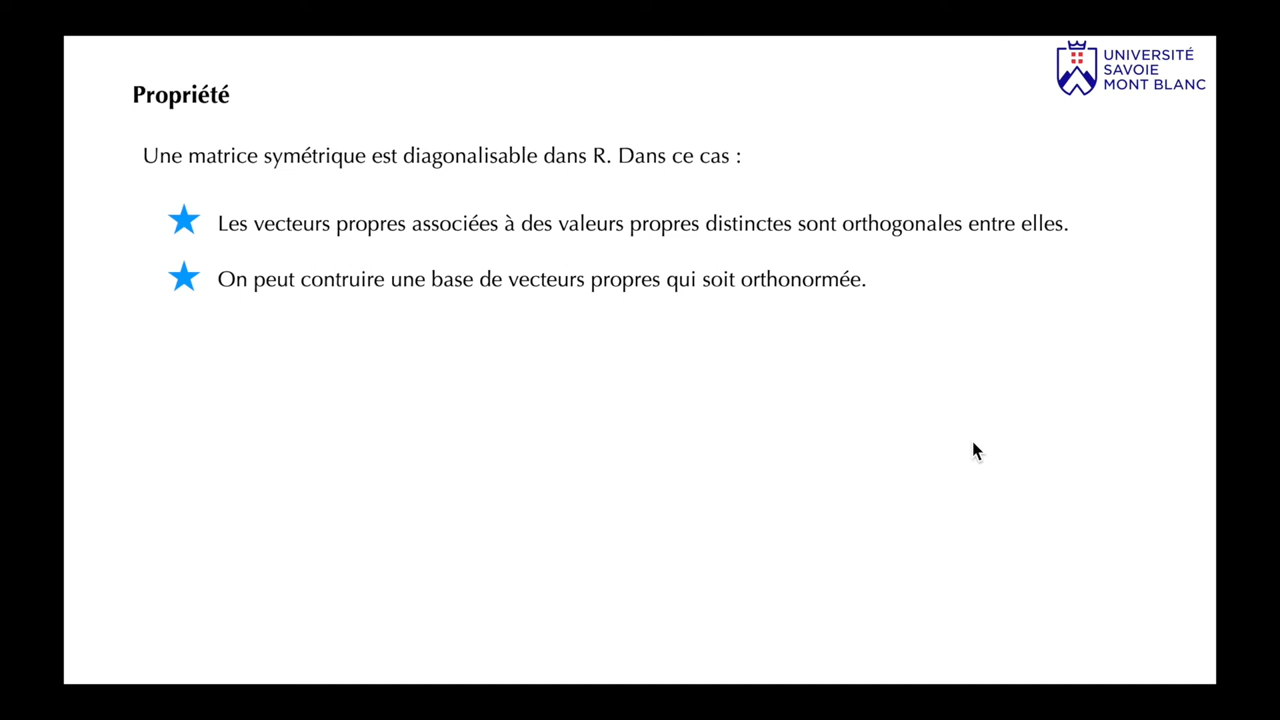 UNIVERSITÉ
SAVOIE
MONT BLANC
Propriété
Une matrice symétrique est diagonalisable dans R. Dans ce cas :
Les vecteurs propres associées à des valeurs propres distinctes sont orthogonales entre elles.
On peut contruire une base de vecteurs propres qui soit orthonormée.